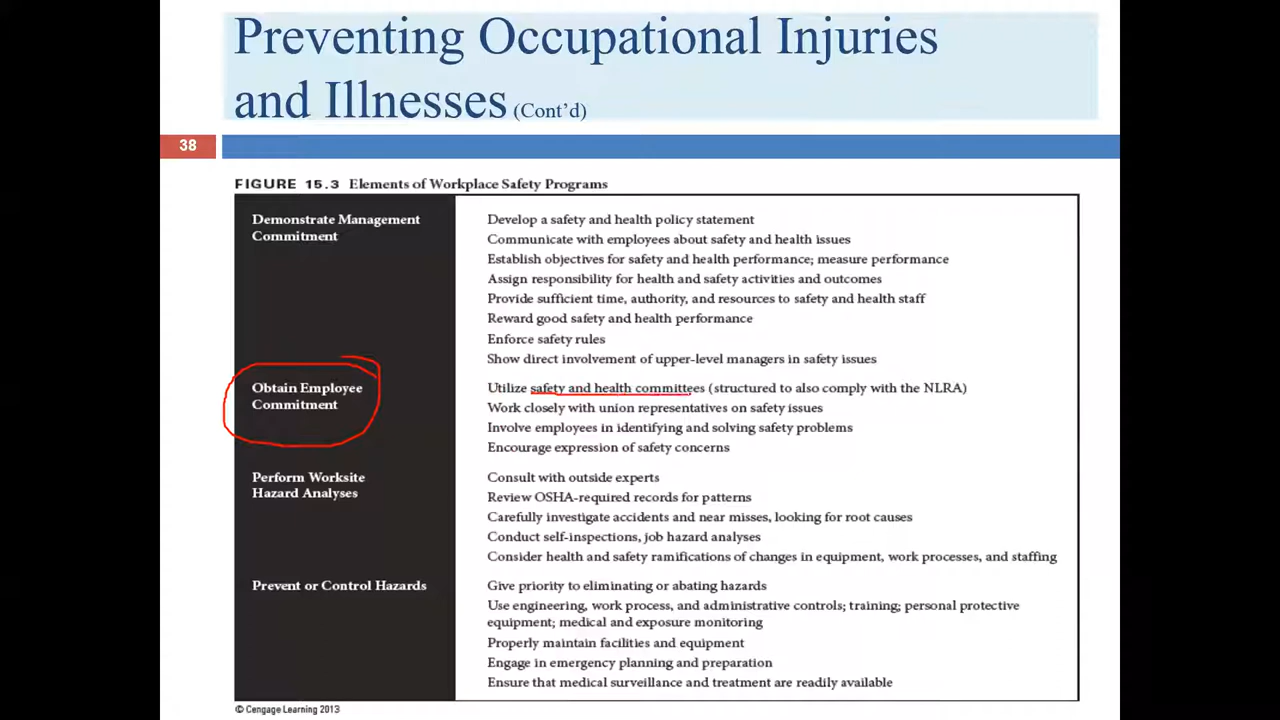 Preventing Occupational Injuries
and Illnesses (Cont’d)
38
FIGURE 15.3 Elements of Workplace Safety Programs
Demonstrate Management
Commitment
Develop a safety and health policy statement
Communicate with employees about safety and health issues
Establish objectives for safety and health performance; measure performance
Assign responsibility for health and safety activities and outcomes
Provide sufficient time, authority, and resources to safety and health staff
Reward good safety and health performance
Enforce safety rules
Show direct involvement of upper-level managers in safety issues
Obtain Employee
Commitment
Utilize safety and health committees (structured to also comply with the NLRA)
Work closely with union representatives on safety issues
Involve employees in identifying and solving safety problems
Encourage expression of safety concerns
Perform Worksite
Hazard Analyses
Consult with outside experts
Review OSHA-required records for patterns
Carefully investigate accidents and near misses, looking for root causes
Conduct self-inspections, job hazard analyses
Consider health and safety ramifications of changes in equipment, work processes, and staffing
Prevent or Control Hazards
Give priority to eliminating or abating hazards
Use engineering, work process, and administrative controls; training; personal protective
equipment; medical and exposure monitoring
Properly maintain facilities and equipment
Engage in emergency planning and preparation
Ensure that medical surveillance and treatment are readily available
© Cengage Learning 2013